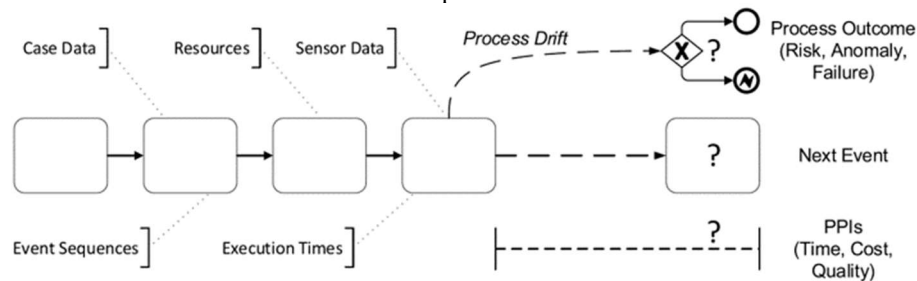 Case Data
Resources
Sensor Data
Process Drift
X
?
Process Outcome
(Risk, Anomaly,
Failure)
?
Next Event
Event Sequences
Execution Times
?
PPIs
(Time, Cost,
Quality)